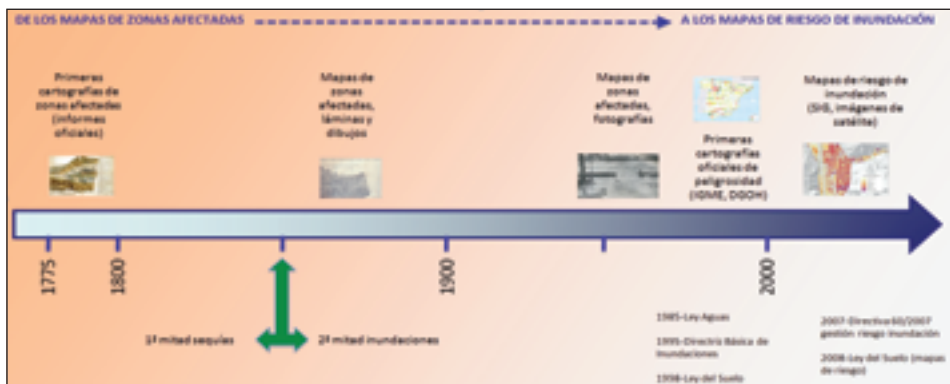 DE LOS MAPAS DE ZONAS AFECTADAS
A LOS MAPAS DE RIESGO DE INUNDACIÓN
Primeras
cartografías de
zonas afectadas
(informes
oficiales)
Mapas de
zonas
afectadas,
láminas y
dibujos
Mapas de
zonas
afectadas,
fotografías
Primeras
cartografías
oficiales de
peligrosidad
(IGME, DGOH)
Mapas de riesgo de
inundación
(SIG, imágenes de
satélite)
1775
1800
1900
2000
1ª mitad sequías
2ª mitad inundaciones
1985-Ley Aguas
1995-Directriz Básica de
Inundaciones
1998-Ley del Suelo
2007-Directiva 60/2007
gestión riesgo inundación
2008-Ley del Suelo (mapas
de riesgo)